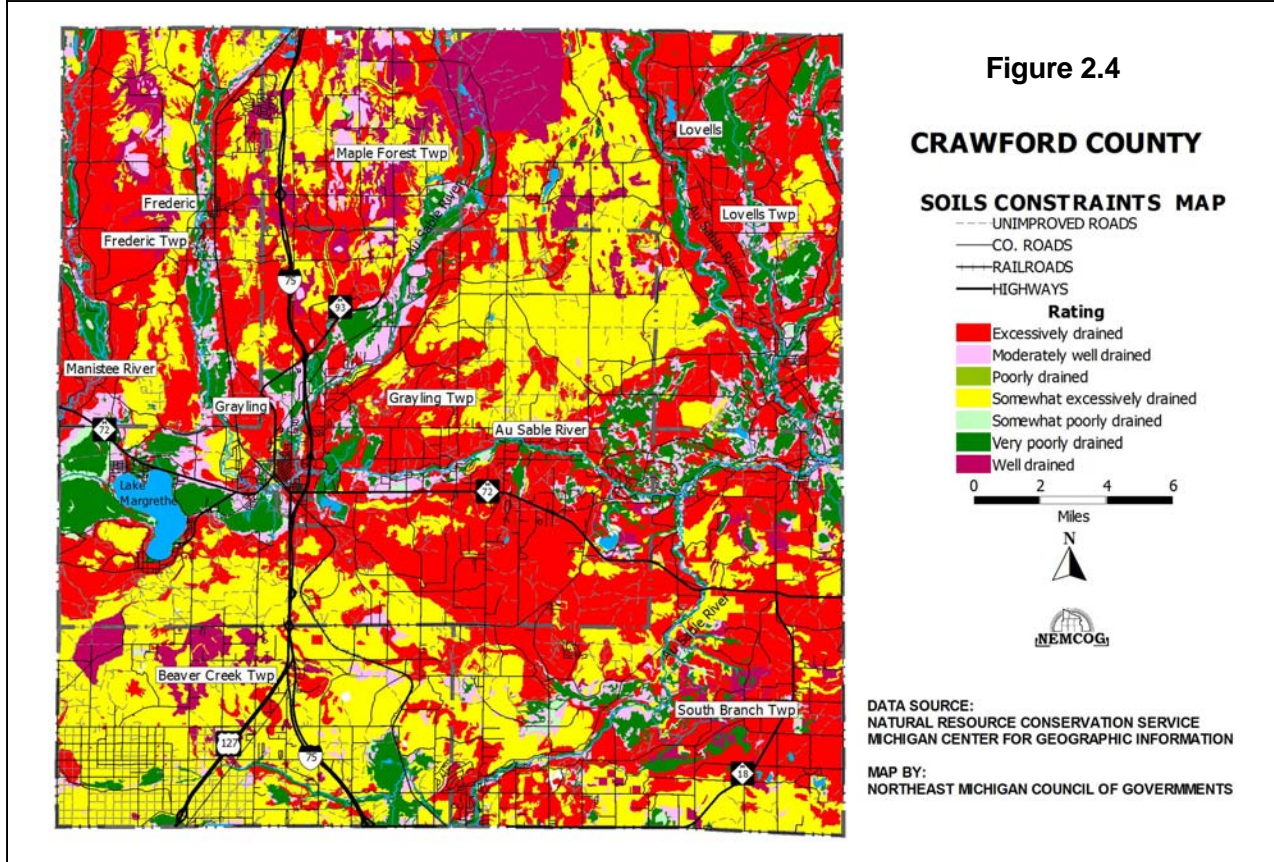 Figure 2.4
CRAWFORD COUNTY
SOILS CONSTRAINTS MAP
UNIMPROVED ROADS
CO. ROADS
RAILROADS
HIGHWAYS
Rating
Excessively drained
Moderately well drained
Poorly drained
Somewhat excessively drained
Somewhat poorly drained
Very poorly drained
Well drained
0 2 4 6
Miles
N
NEMCOG
DATA SOURCE:
NATURAL RESOURCE CONSERVATION SERVICE
MICHIGAN CENTER FOR GEOGRAPHIC INFORMATION
MAP BY:
NORTHEAST MICHIGAN COUNCIL OF GOVERMMENTS
Lovells
Maple Forest Twp
Frederic
Au Sable River
Lovells Twp
Frederic Twp
Au Sable River
75
93
Manistee River
Grayling
Grayling Twp
72
Au Sable River
Lake
Margrethe
72
Au Sable River
Beaver Creek Twp
South Branch Twp
127
75
18